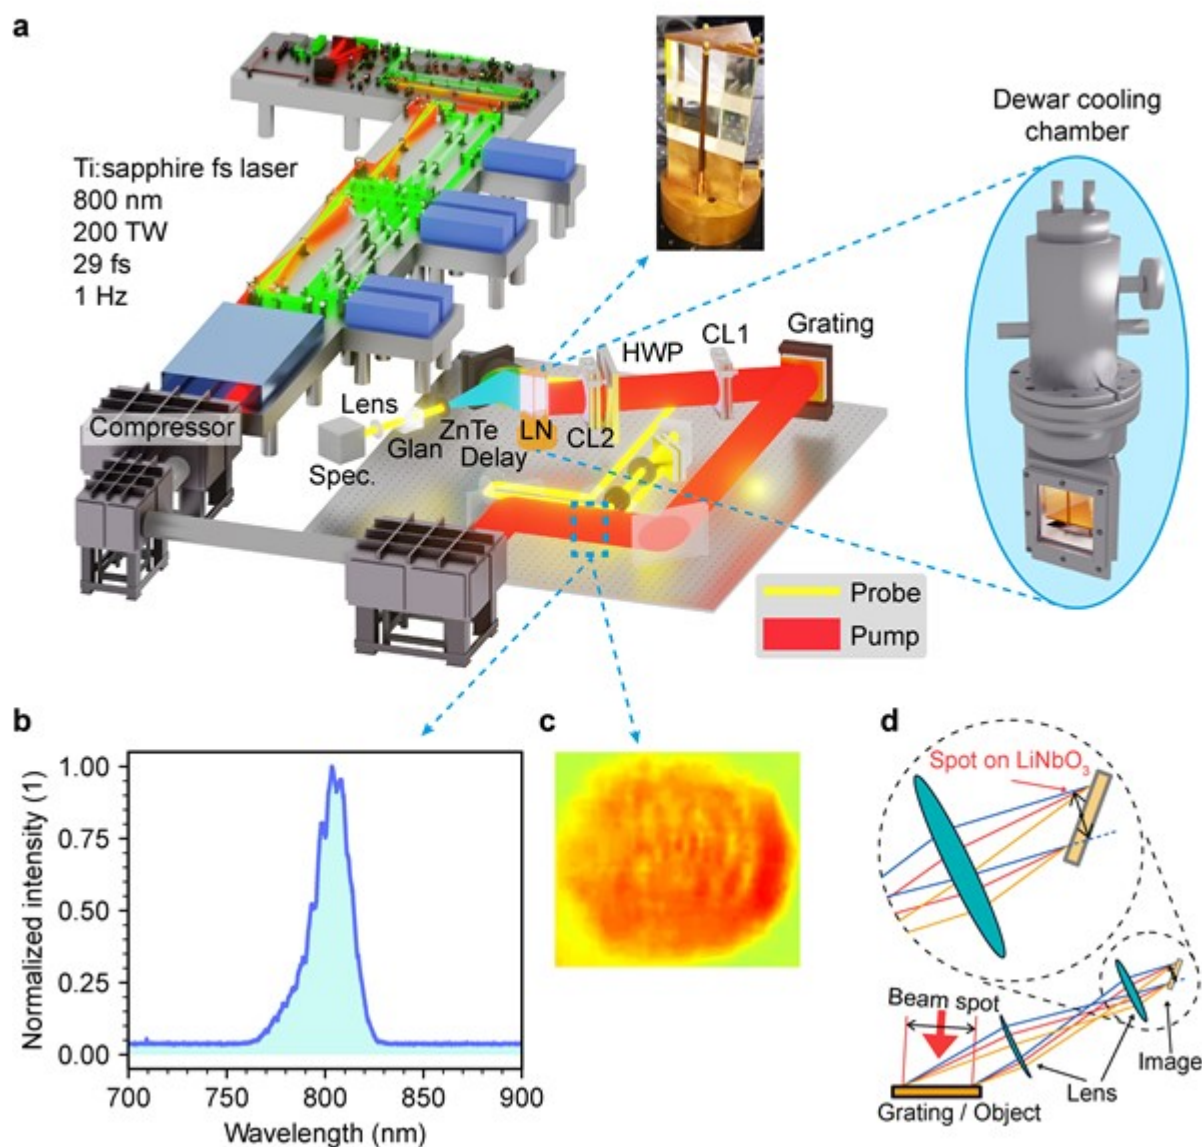 a
Ti:sapphire fs laser
800 nm
200 TW
29 fs
1 Hz
Dewar cooling
chamber
Grating
CL1
HWP
CL2
LN
ZnTe
Delay
Glan
Lens
Spec.
Compressor
Probe
Pump
b
Normalized intensity (1)
1.00
0.75
0.50
0.25
0.00
700
750
800
850
900
Wavelength (nm)
c
d
Spot on LiNbO₃
Beam spot
Image
Lens
Grating / Object